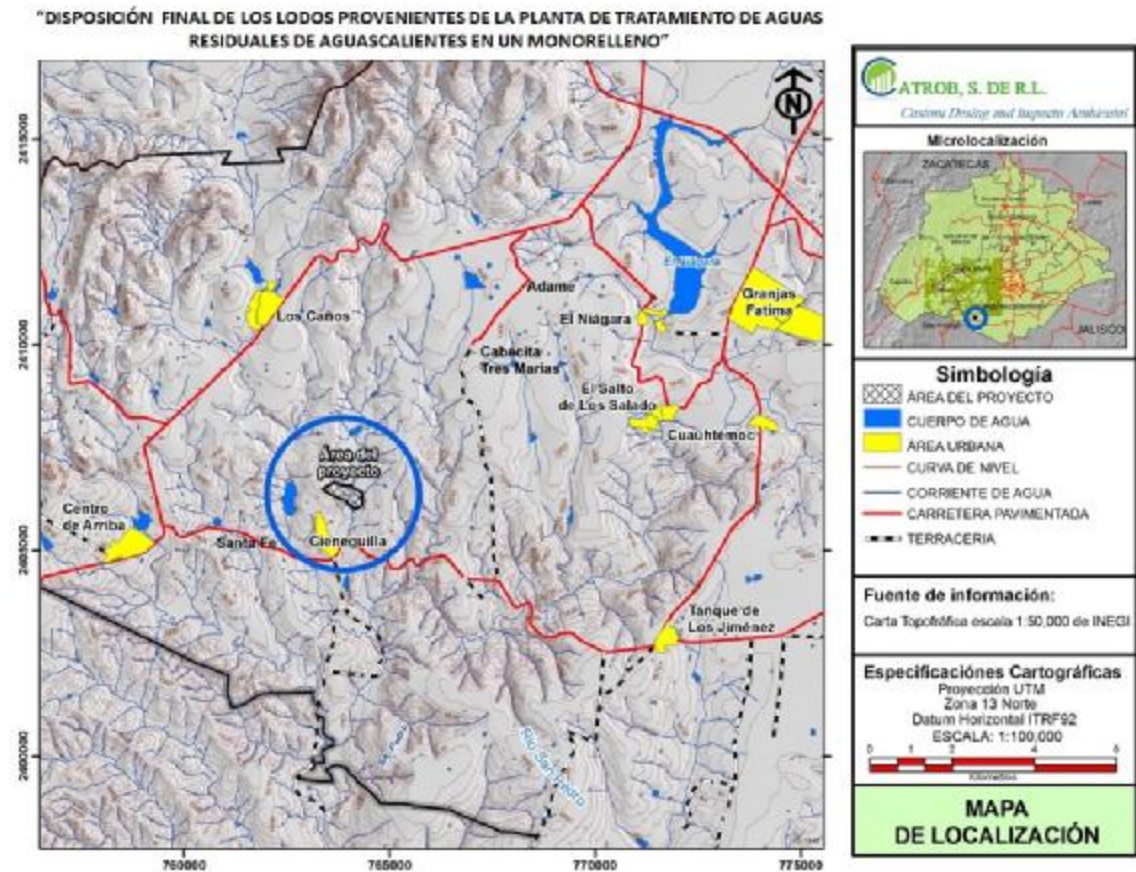 "DISPOSICIÓN FINAL DE LOS LODOS PROVENIENTES DE LA PLANTA DE TRATAMIENTO DE AGUAS
RESIDUALES DE AGUASCALIENTES EN UN MONORELLENO"
N
2415000
2410000
2405000
2400000
760000
765000
770000
775000
Los Caños
Adame
El Niágara
Granjas
Fatima
Cabecita
Tres Marias
El Salto
de Los Salado
Cuauhtemoc
Área del
proyecto
Centro
de Arriba
Santa Fe
Cieneguilla
Tanque de
Los Jiménez
ATROB, S. DE R.L.
Microlocalización
ZACATECAS
JALISCO
Simbología
ÁREA DEL PROYECTO
CUERPO DE AGUA
ÁREA URBANA
CURVA DE NIVEL
CORRIENTE DE AGUA
CARRETERA PAVIMENTADA
TERRACERIA
Fuente de información:
Carta Topofráfica escala 1:50,000 de INEGI
Especificaciónes Cartográficas
Proyección UTM
Zona 13 Norte
Datum Horizontal ITRF92
ESCALA: 1:100,000
0 1 2 4 6
Kilometros
MAPA
DE LOCALIZACIÓN